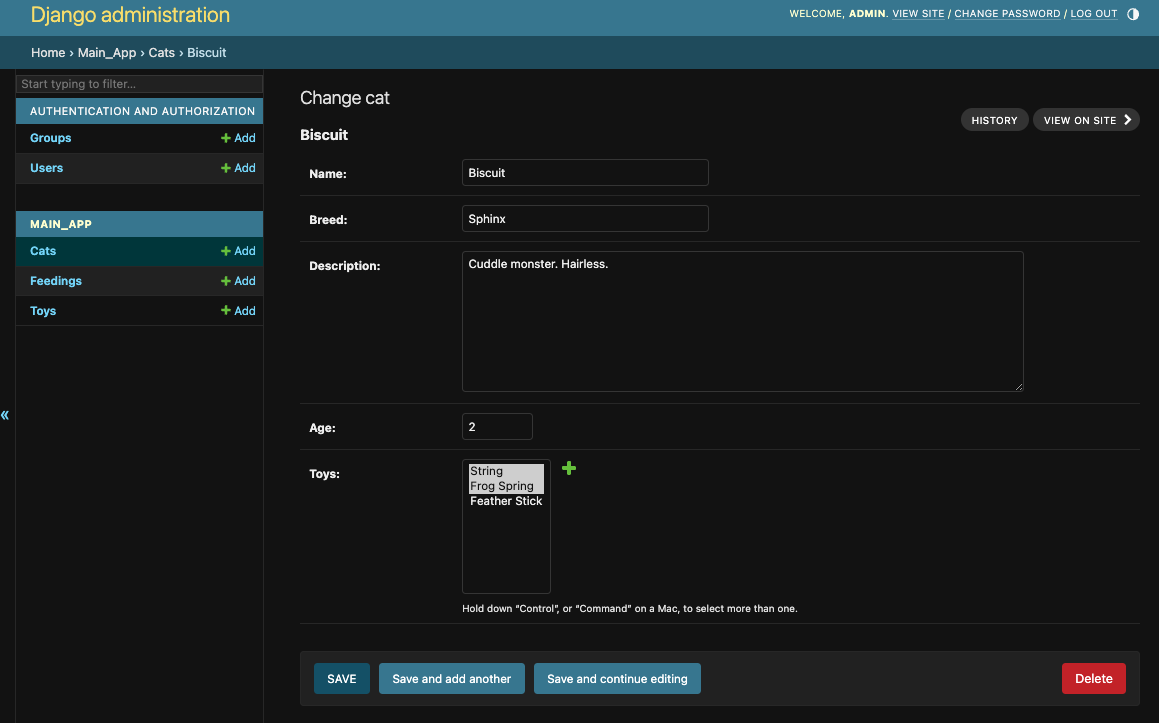 Django administration
WELCOME, ADMIN. VIEW SITE / CHANGE PASSWORD / LOG OUT
Home › Main_App › Cats › Biscuit
Start typing to filter...
AUTHENTICATION AND AUTHORIZATION
Groups + Add
Users + Add
MAIN_APP
Cats + Add
Feedings + Add
Toys + Add
«
Change cat
HISTORY VIEW ON SITE
Biscuit
Name: Biscuit
Breed: Sphinx
Description: Cuddle monster. Hairless.
Age: 2
Toys: String
Frog Spring
Feather Stick
Hold down “Control”, or “Command” on a Mac, to select more than one.
SAVE Save and add another Save and continue editing Delete